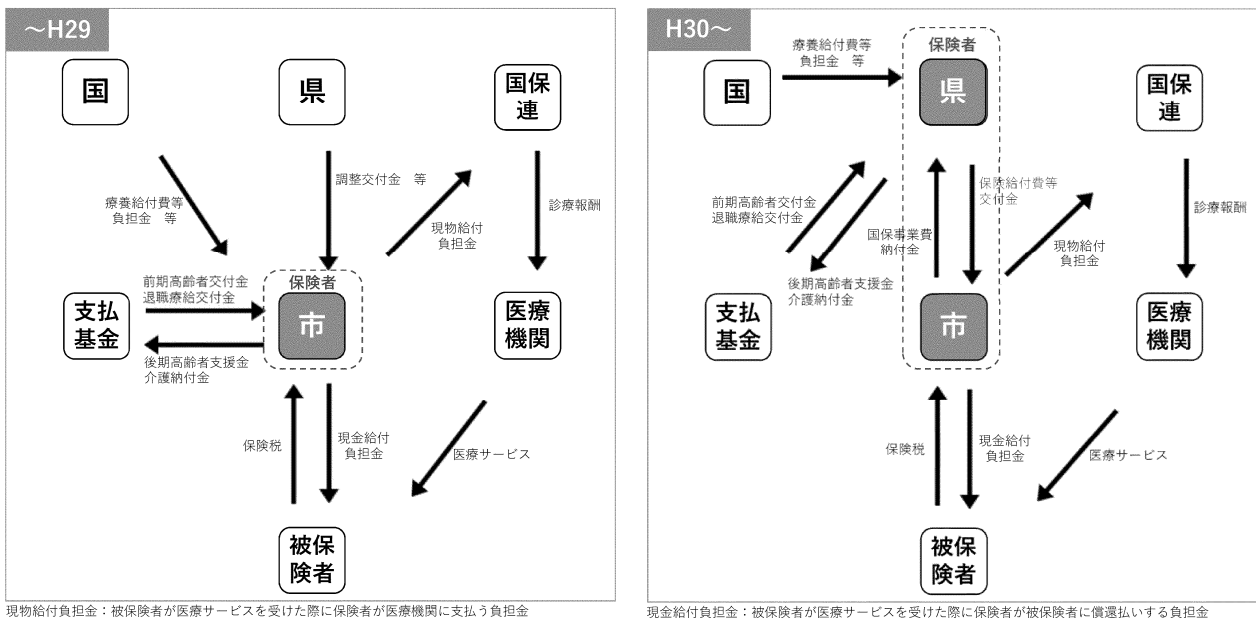 ～H29
国
県
国保
連
療養給付費等
負担金　等
調整交付金　等
現物給付
負担金
診療報酬
前期高齢者交付金
退職療給交付金
保険者
支払
基金
市
医療
機関
後期高齢者支援金
介護納付金
保険税
現金給付
負担金
医療サービス
被保
険者
現物給付負担金：被保険者が医療サービスを受けた際に保険者が医療機関に支払う負担金
H30～
療養給付費等
負担金　等
保険者
国
県
国保
連
前期高齢者交付金
退職療給交付金
保険給付費等
交付金
国保事業費
納付金
現物給付
負担金
診療報酬
後期高齢者支援金
介護納付金
支払
基金
市
医療
機関
保険税
現金給付
負担金
医療サービス
被保
険者
現金給付負担金：被保険者が医療サービスを受けた際に保険者が被保険者に償還払いする負担金